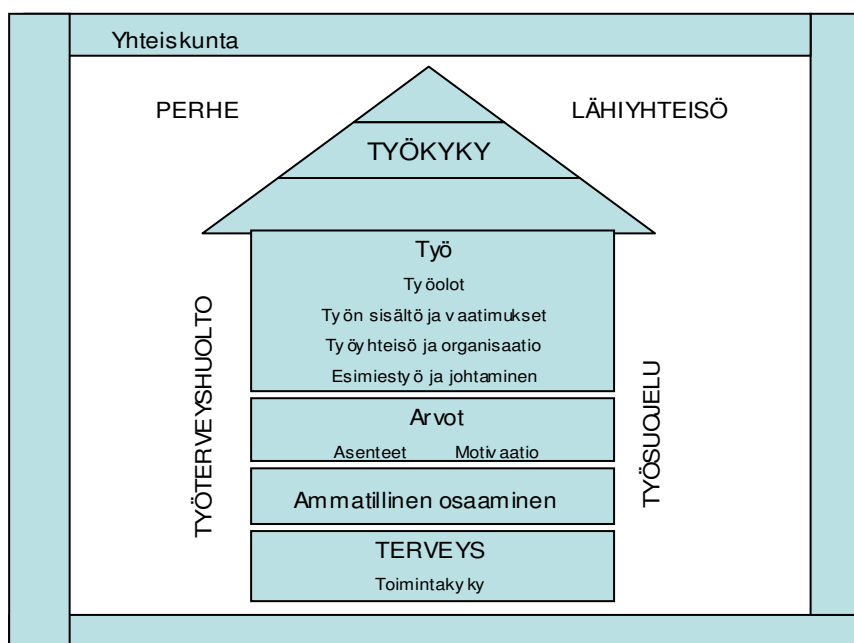 Yhteiskunta
PERHE
LÄHIYHTEISÖ
TYÖKYKY
Työ
Työolot
Työn sisältö ja vaatimukset
Työyhteisö ja organisaatio
Esimiestyö ja johtaminen
TYÖTERVEYSHUOLTO
TYÖSUOJELU
Arvot
Asenteet Motivaatio
Ammatillinen osaaminen
TERVEYS
Toimintakyky